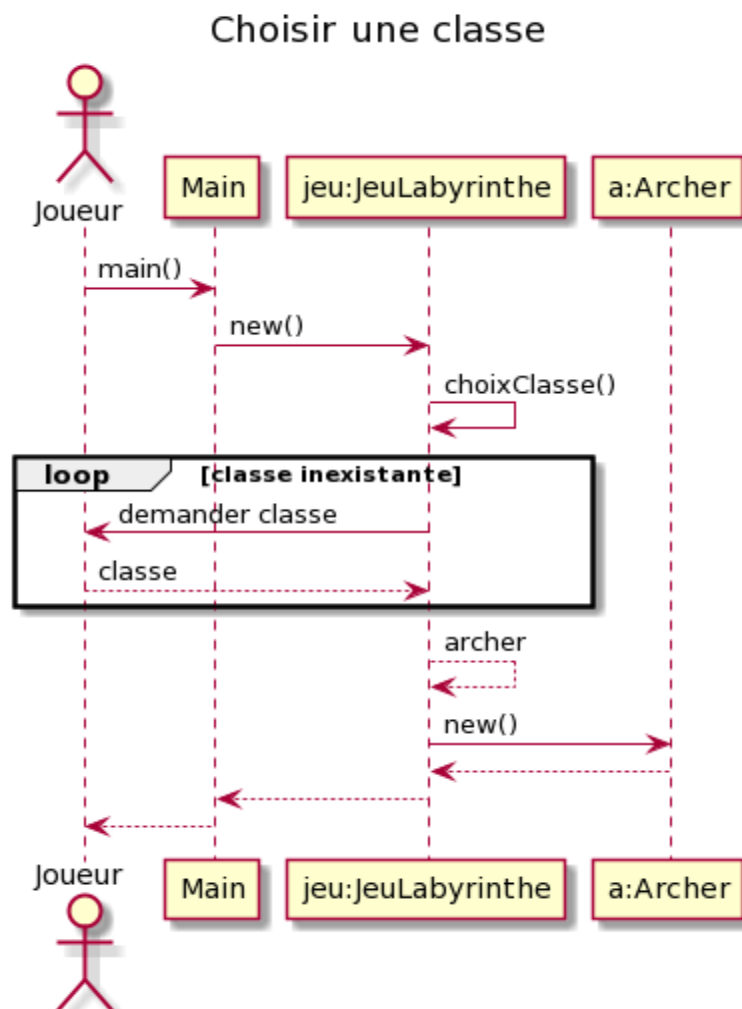 Choisir une classe
Joueur
Main
jeu:JeuLabyrinthe
a:Archer
main()
new()
choixClasse()
loop
[classe inexistante]
demander classe
classe
archer
new()
Joueur
Main
jeu:JeuLabyrinthe
a:Archer